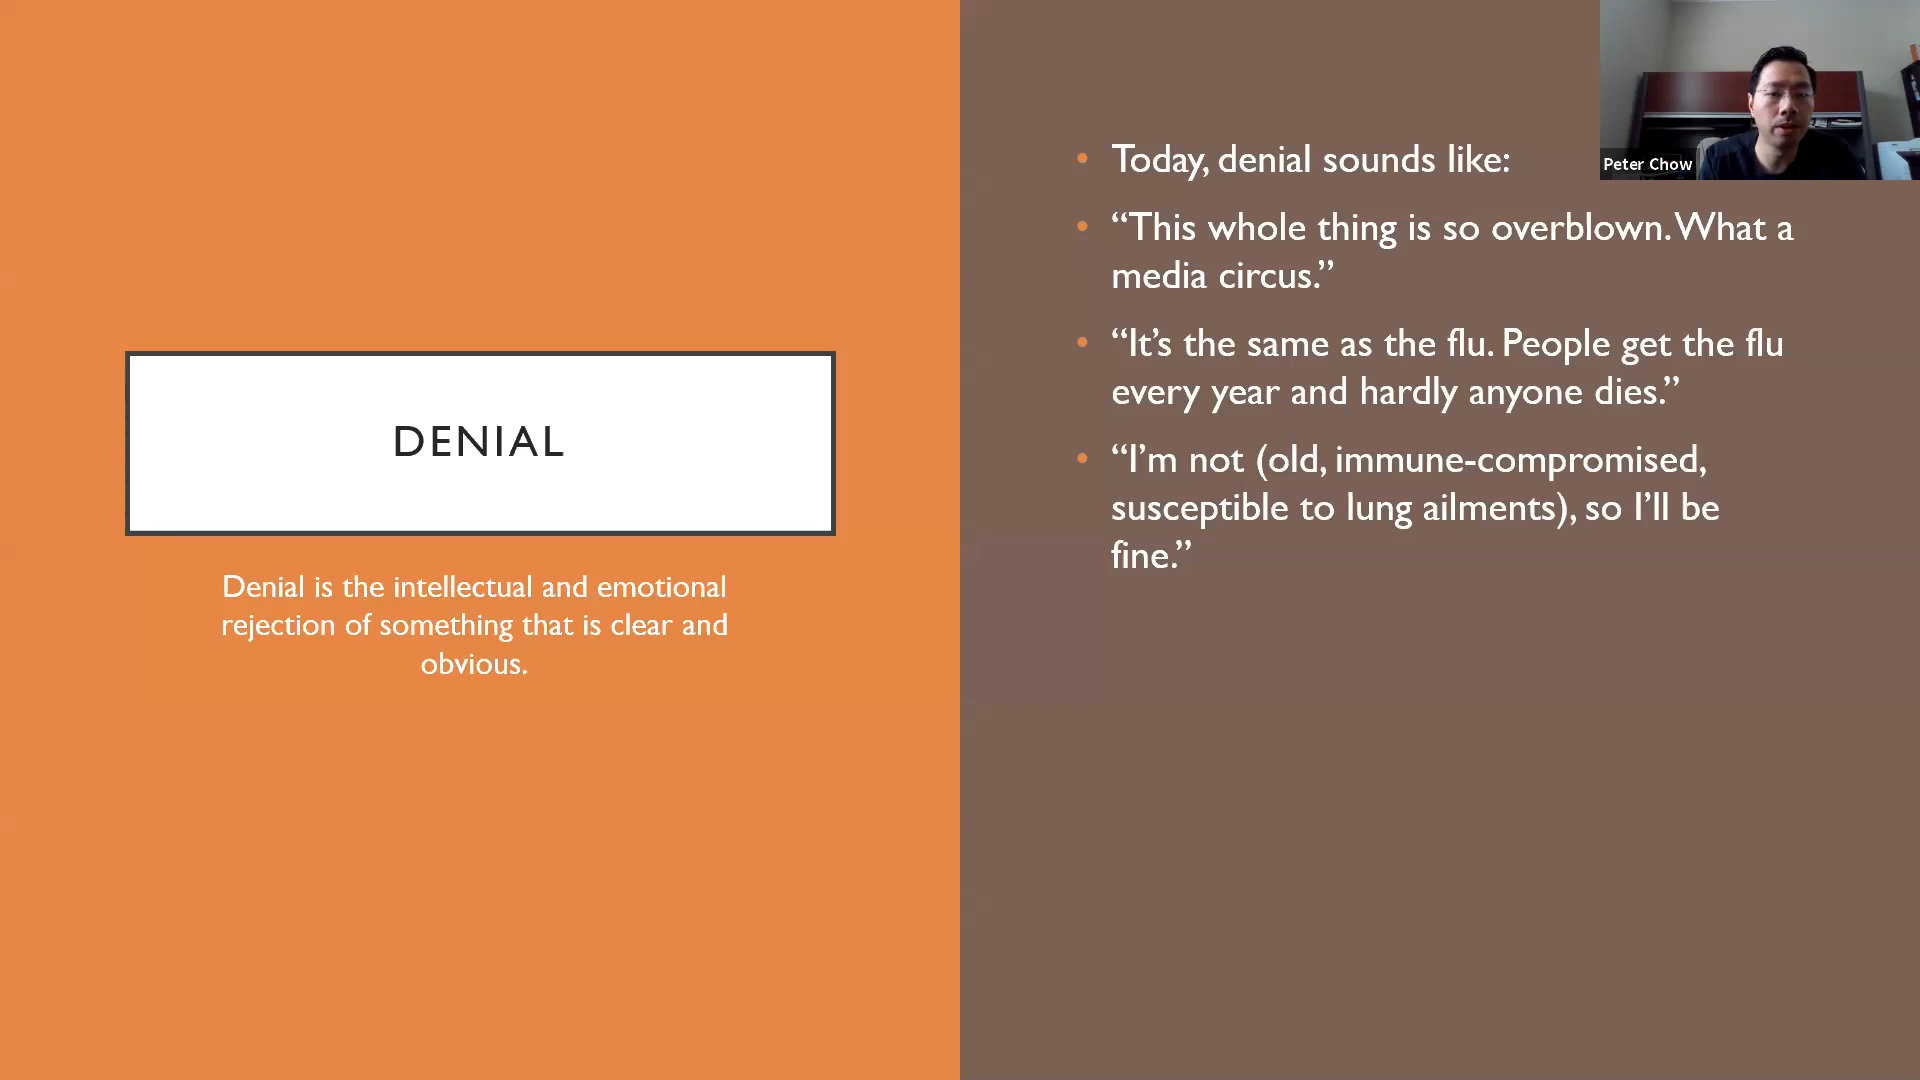 DENIAL
Denial is the intellectual and emotional
rejection of something that is clear and
obvious.
• Today, denial sounds like:
• “This whole thing is so overblown. What a
media circus.”
• “It’s the same as the flu. People get the flu
every year and hardly anyone dies.”
• “I’m not (old, immune-compromised,
susceptible to lung ailments), so I’ll be
fine.”
Peter Chow